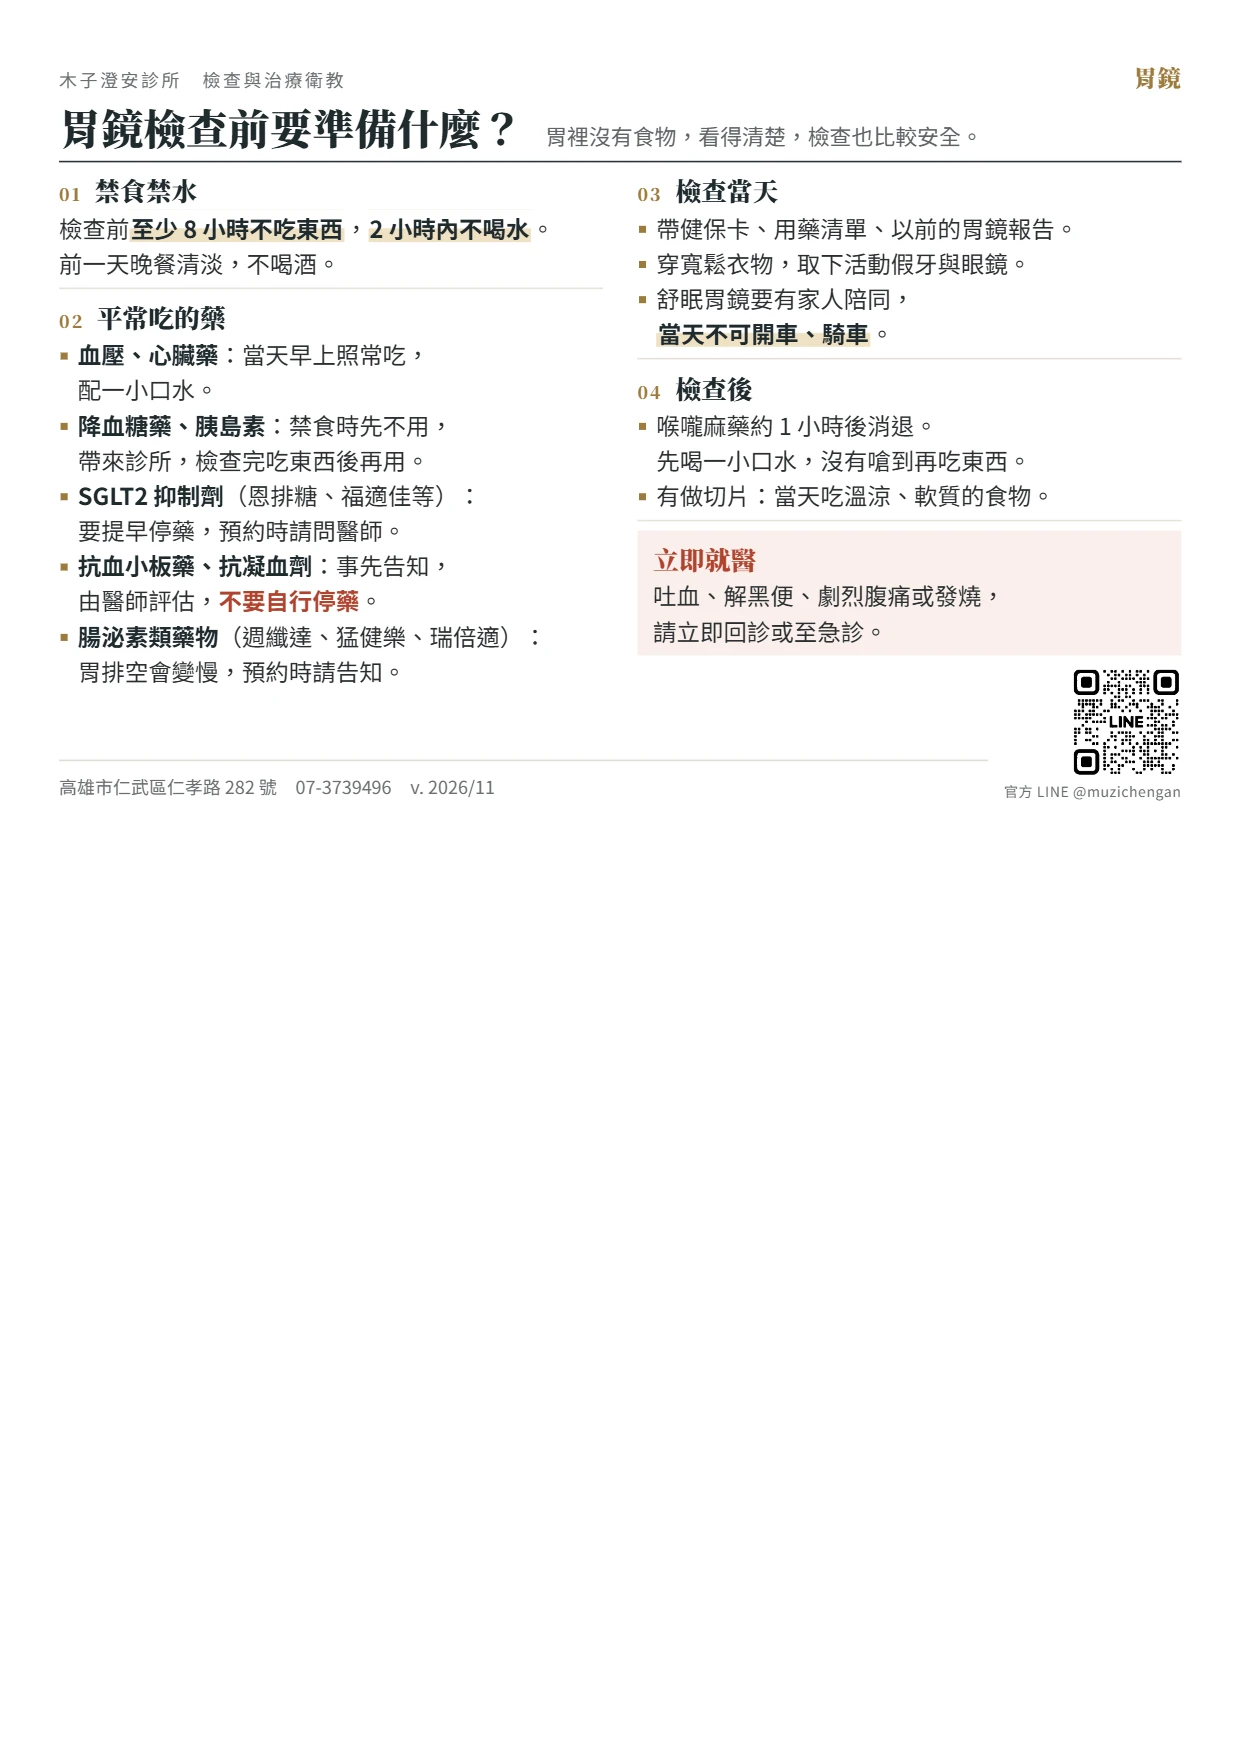 木子澄安診所　檢查與治療衛教
胃鏡
胃鏡檢查前要準備什麼？
胃裡沒有食物，看得清楚，檢查也比較安全。
01 禁食禁水
檢查前至少 8 小時不吃東西，2 小時內不喝水。
前一天晚餐清淡，不喝酒。
02 平常吃的藥
血壓、心臟藥：當天早上照常吃，
配一小口水。
降血糖藥、胰島素：禁食時先不用，
帶來診所，檢查完吃東西後再用。
SGLT2 抑制劑（恩排糖、福適佳等）：
要提早停藥，預約時請問醫師。
抗血小板藥、抗凝血劑：事先告知，
由醫師評估，不要自行停藥。
腸泌素類藥物（週纖達、猛健樂、瑞倍適）：
胃排空會變慢，預約時請告知。
03 檢查當天
帶健保卡、用藥清單、以前的胃鏡報告。
穿寬鬆衣物，取下活動假牙與眼鏡。
舒眠胃鏡要有家人陪同，
當天不可開車、騎車。
04 檢查後
喉嚨麻藥約 1 小時後消退。
先喝一小口水，沒有嗆到再吃東西。
有做切片：當天吃溫涼、軟質的食物。
立即就醫
吐血、解黑便、劇烈腹痛或發燒，
請立即回診或至急診。
LINE
高雄市仁武區仁孝路 282 號　07-3739496　v. 2026/11
官方 LINE @muzichengan